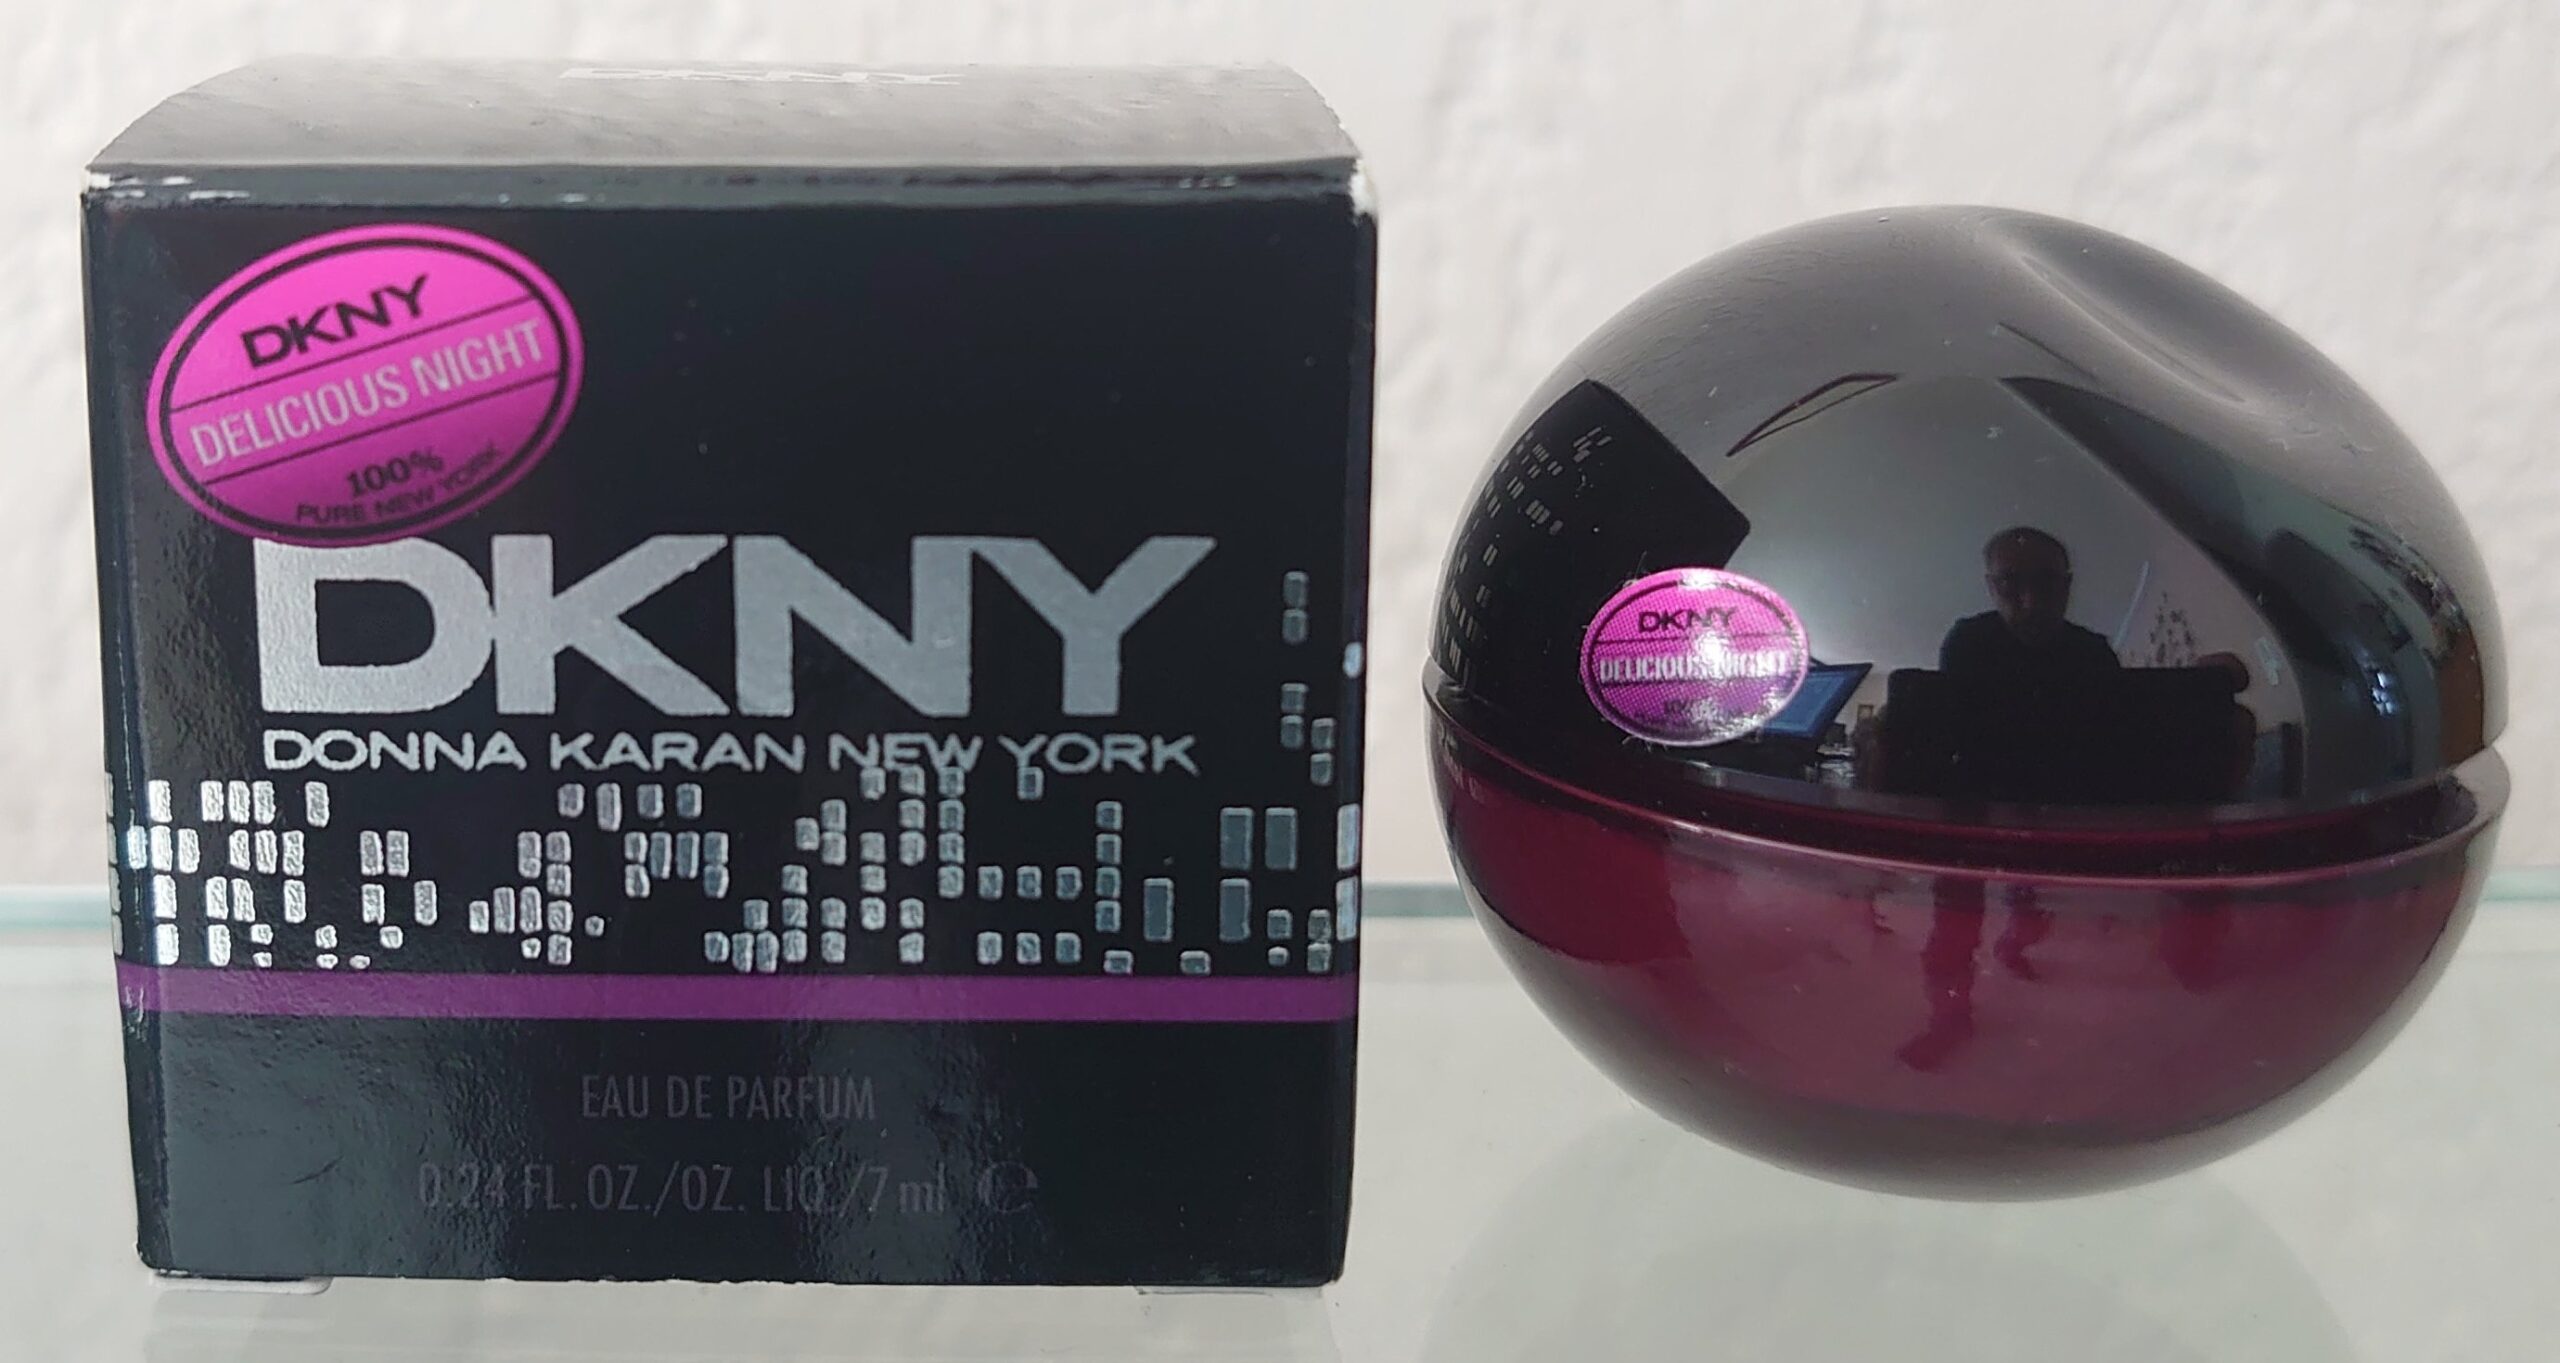 DKNY
DKNY
DELICIOUS NIGHT
100%
PURE NEW YORK
DKNY
DONNA KARAN NEW YORK
EAU DE PARFUM
0.24 FL. OZ./OZ. LIQ./7 ml ℮
DKNY
DELICIOUS NIGHT